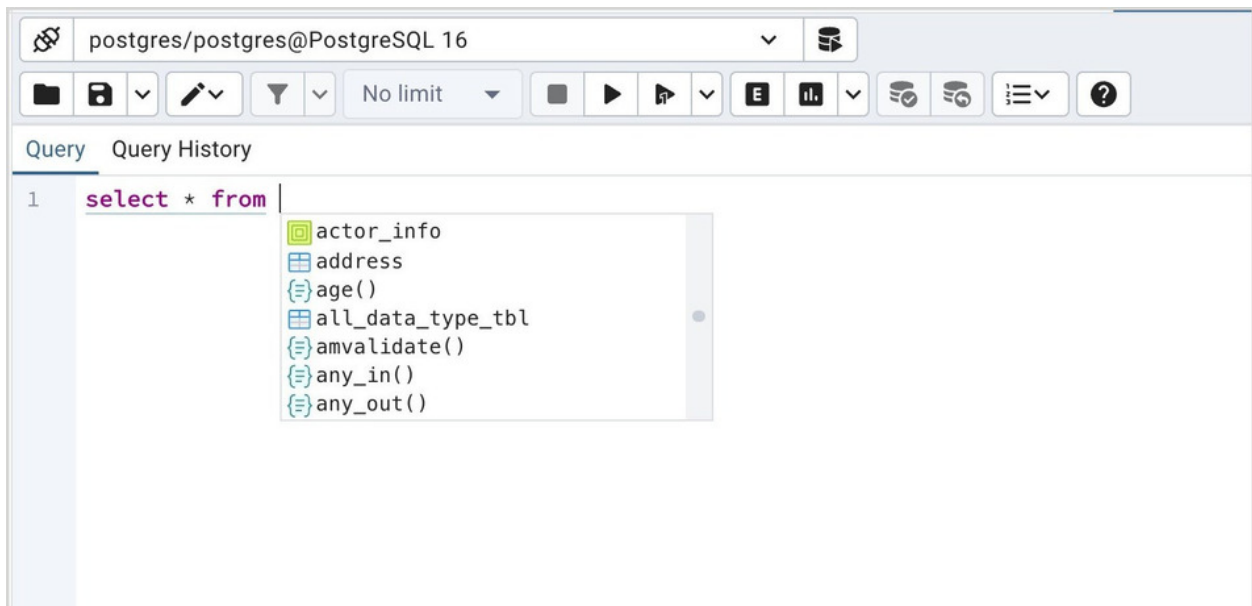 postgres/postgres@PostgreSQL 16
No limit
E
Query Query History
1 select * from
actor_info
address
age()
all_data_type_tbl
amvalidate()
any_in()
any_out()